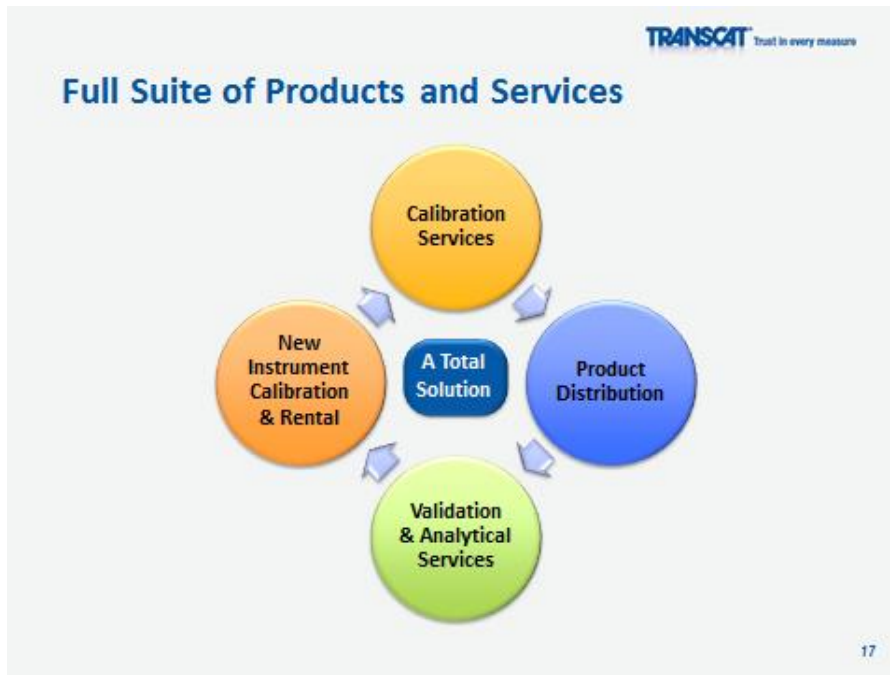 TRANSCAT Trust in every measure
Full Suite of Products and Services
Calibration
Services
New
Instrument
Calibration
& Rental
A Total
Solution
Product
Distribution
Validation
& Analytical
Services
17